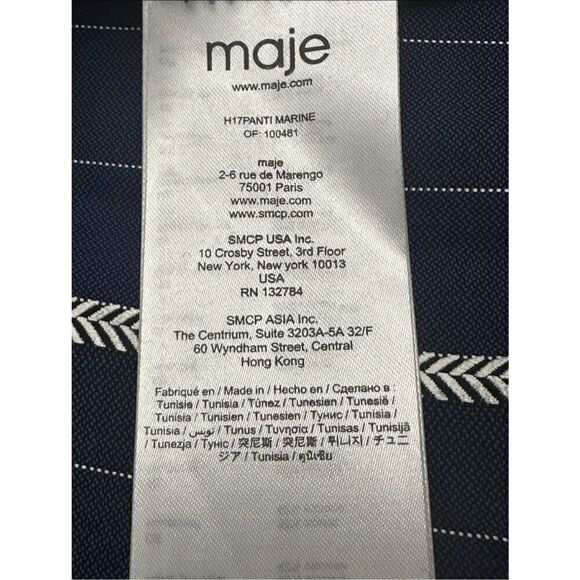 maje
www.maje.com
H17PANTI MARINE
OF: 100481
maje
2-6 rue de Marengo
75001 Paris
www.maje.com
www.smcp.com
SMCP USA Inc.
10 Crosby Street, 3rd Floor
New York, New york 10013
USA
RN 132784
SMCP ASIA Inc.
The Centrium, Suite 3203A-5A 32/F
60 Wyndham Street, Central
Hong Kong
Fabriqué en / Made in / Hecho en / Сделано в :
Tunisie / Tunisia / Túnez / Tunesien / Tunesië /
Tunisia / Tunisien / Tunesien / Тунис / Tunisia /
Tunisia / تونس / Tunus / Τυνησία / Tunisas / Tunisijā
/ Tunezja / Туніс / 突尼斯 / 突尼斯 / 튀니지 / チュニ
ジア / Tunisia / ตูนิเซีย